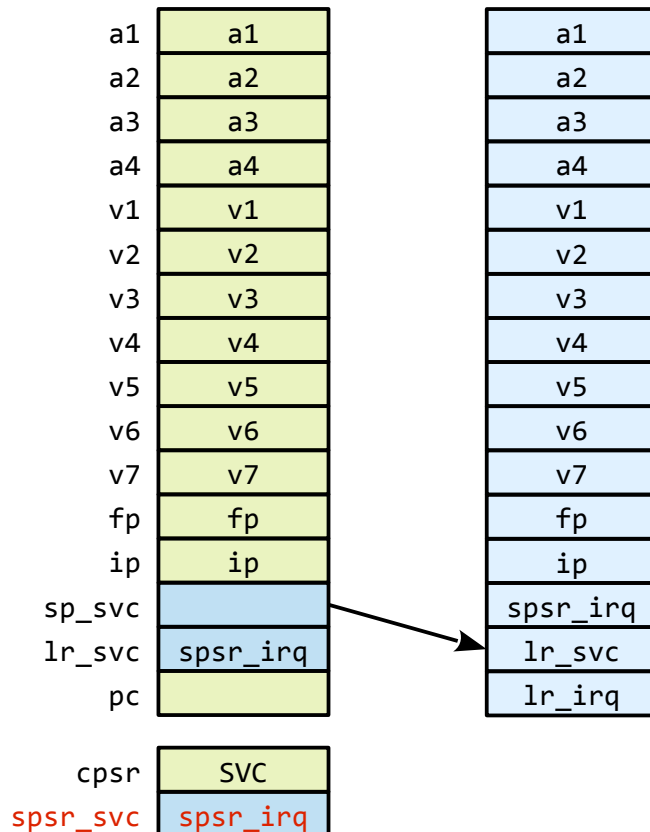 a1 a1 a1
a2 a2 a2
a3 a3 a3
a4 a4 a4
v1 v1 v1
v2 v2 v2
v3 v3 v3
v4 v4 v4
v5 v5 v5
v6 v6 v6
v7 v7 v7
fp fp fp
ip ip ip
sp_svc spsr_irq
lr_svc spsr_irq lr_svc
pc lr_irq
cpsr SVC
spsr_svc spsr_irq